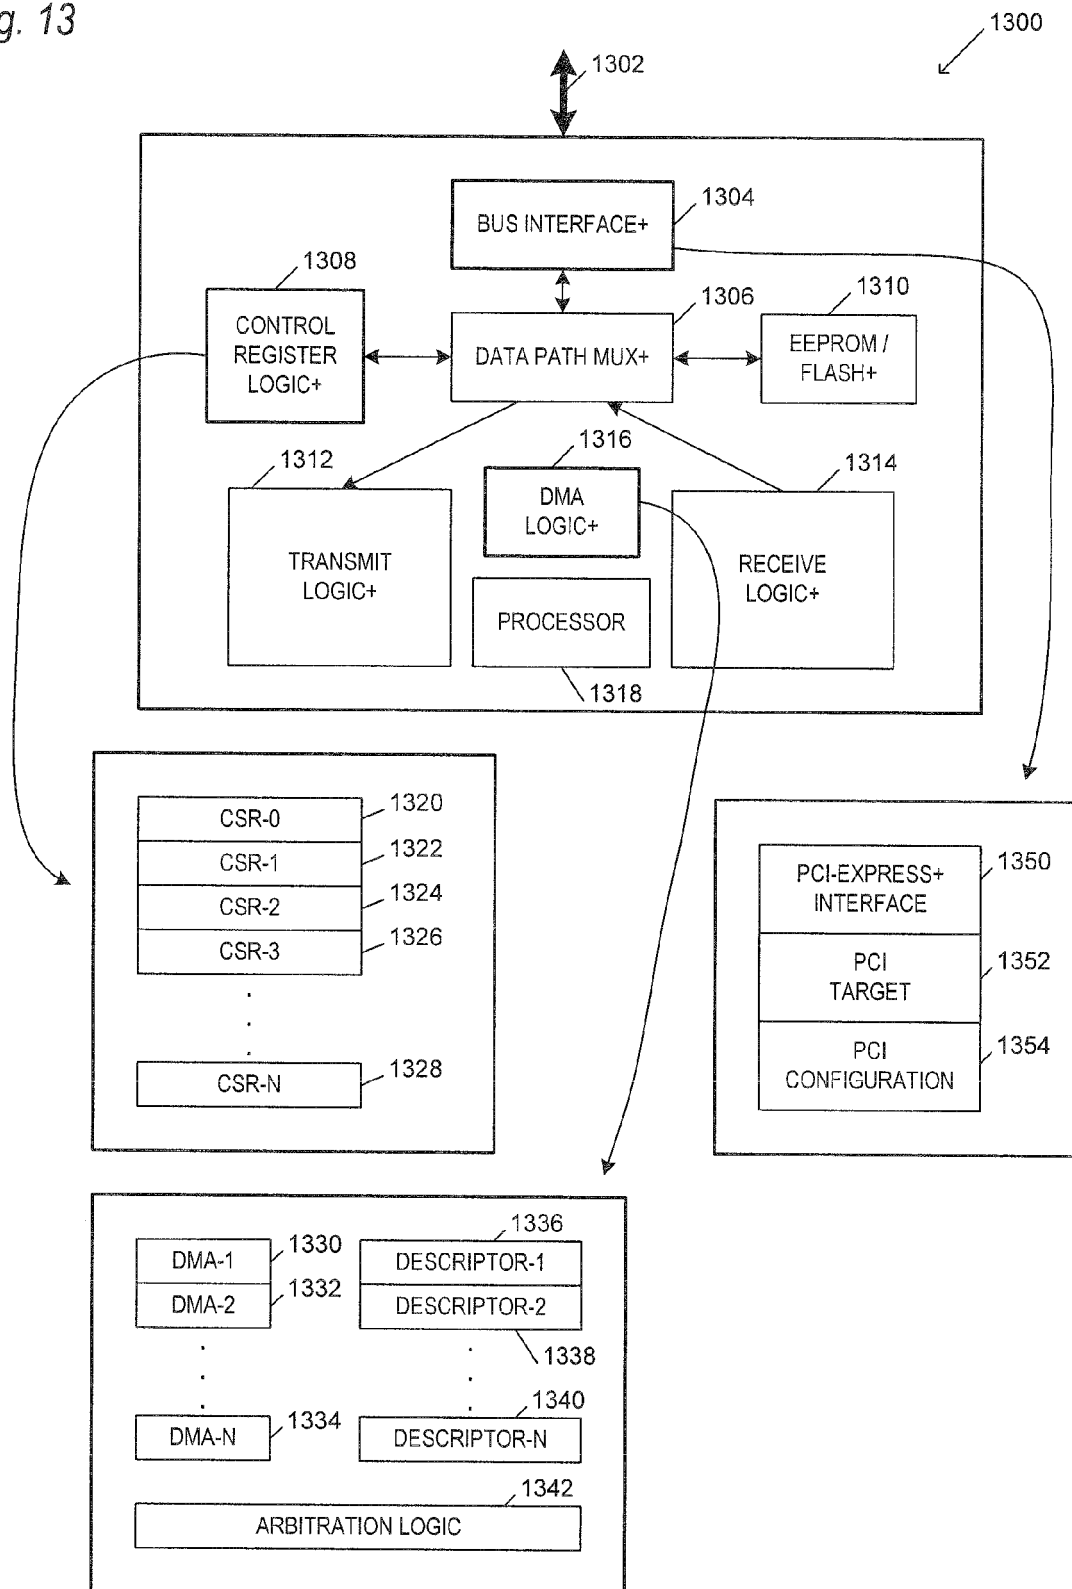 g. 13
1300
1302
1304
BUS INTERFACE+
1308
1306
1310
CONTROL
REGISTER
LOGIC+
DATA PATH MUX+
EEPROM /
FLASH+
1312
1316
1314
TRANSMIT
LOGIC+
DMA
LOGIC+
RECEIVE
LOGIC+
PROCESSOR
1318
CSR-0
1320
CSR-1
1322
CSR-2
1324
CSR-3
1326
CSR-N
1328
PCI-EXPRESS+
INTERFACE
1350
PCI
TARGET
1352
PCI
CONFIGURATION
1354
1336
DMA-1
1330
DESCRIPTOR-1
DMA-2
1332
DESCRIPTOR-2
1338
1340
DMA-N
1334
DESCRIPTOR-N
1342
ARBITRATION LOGIC